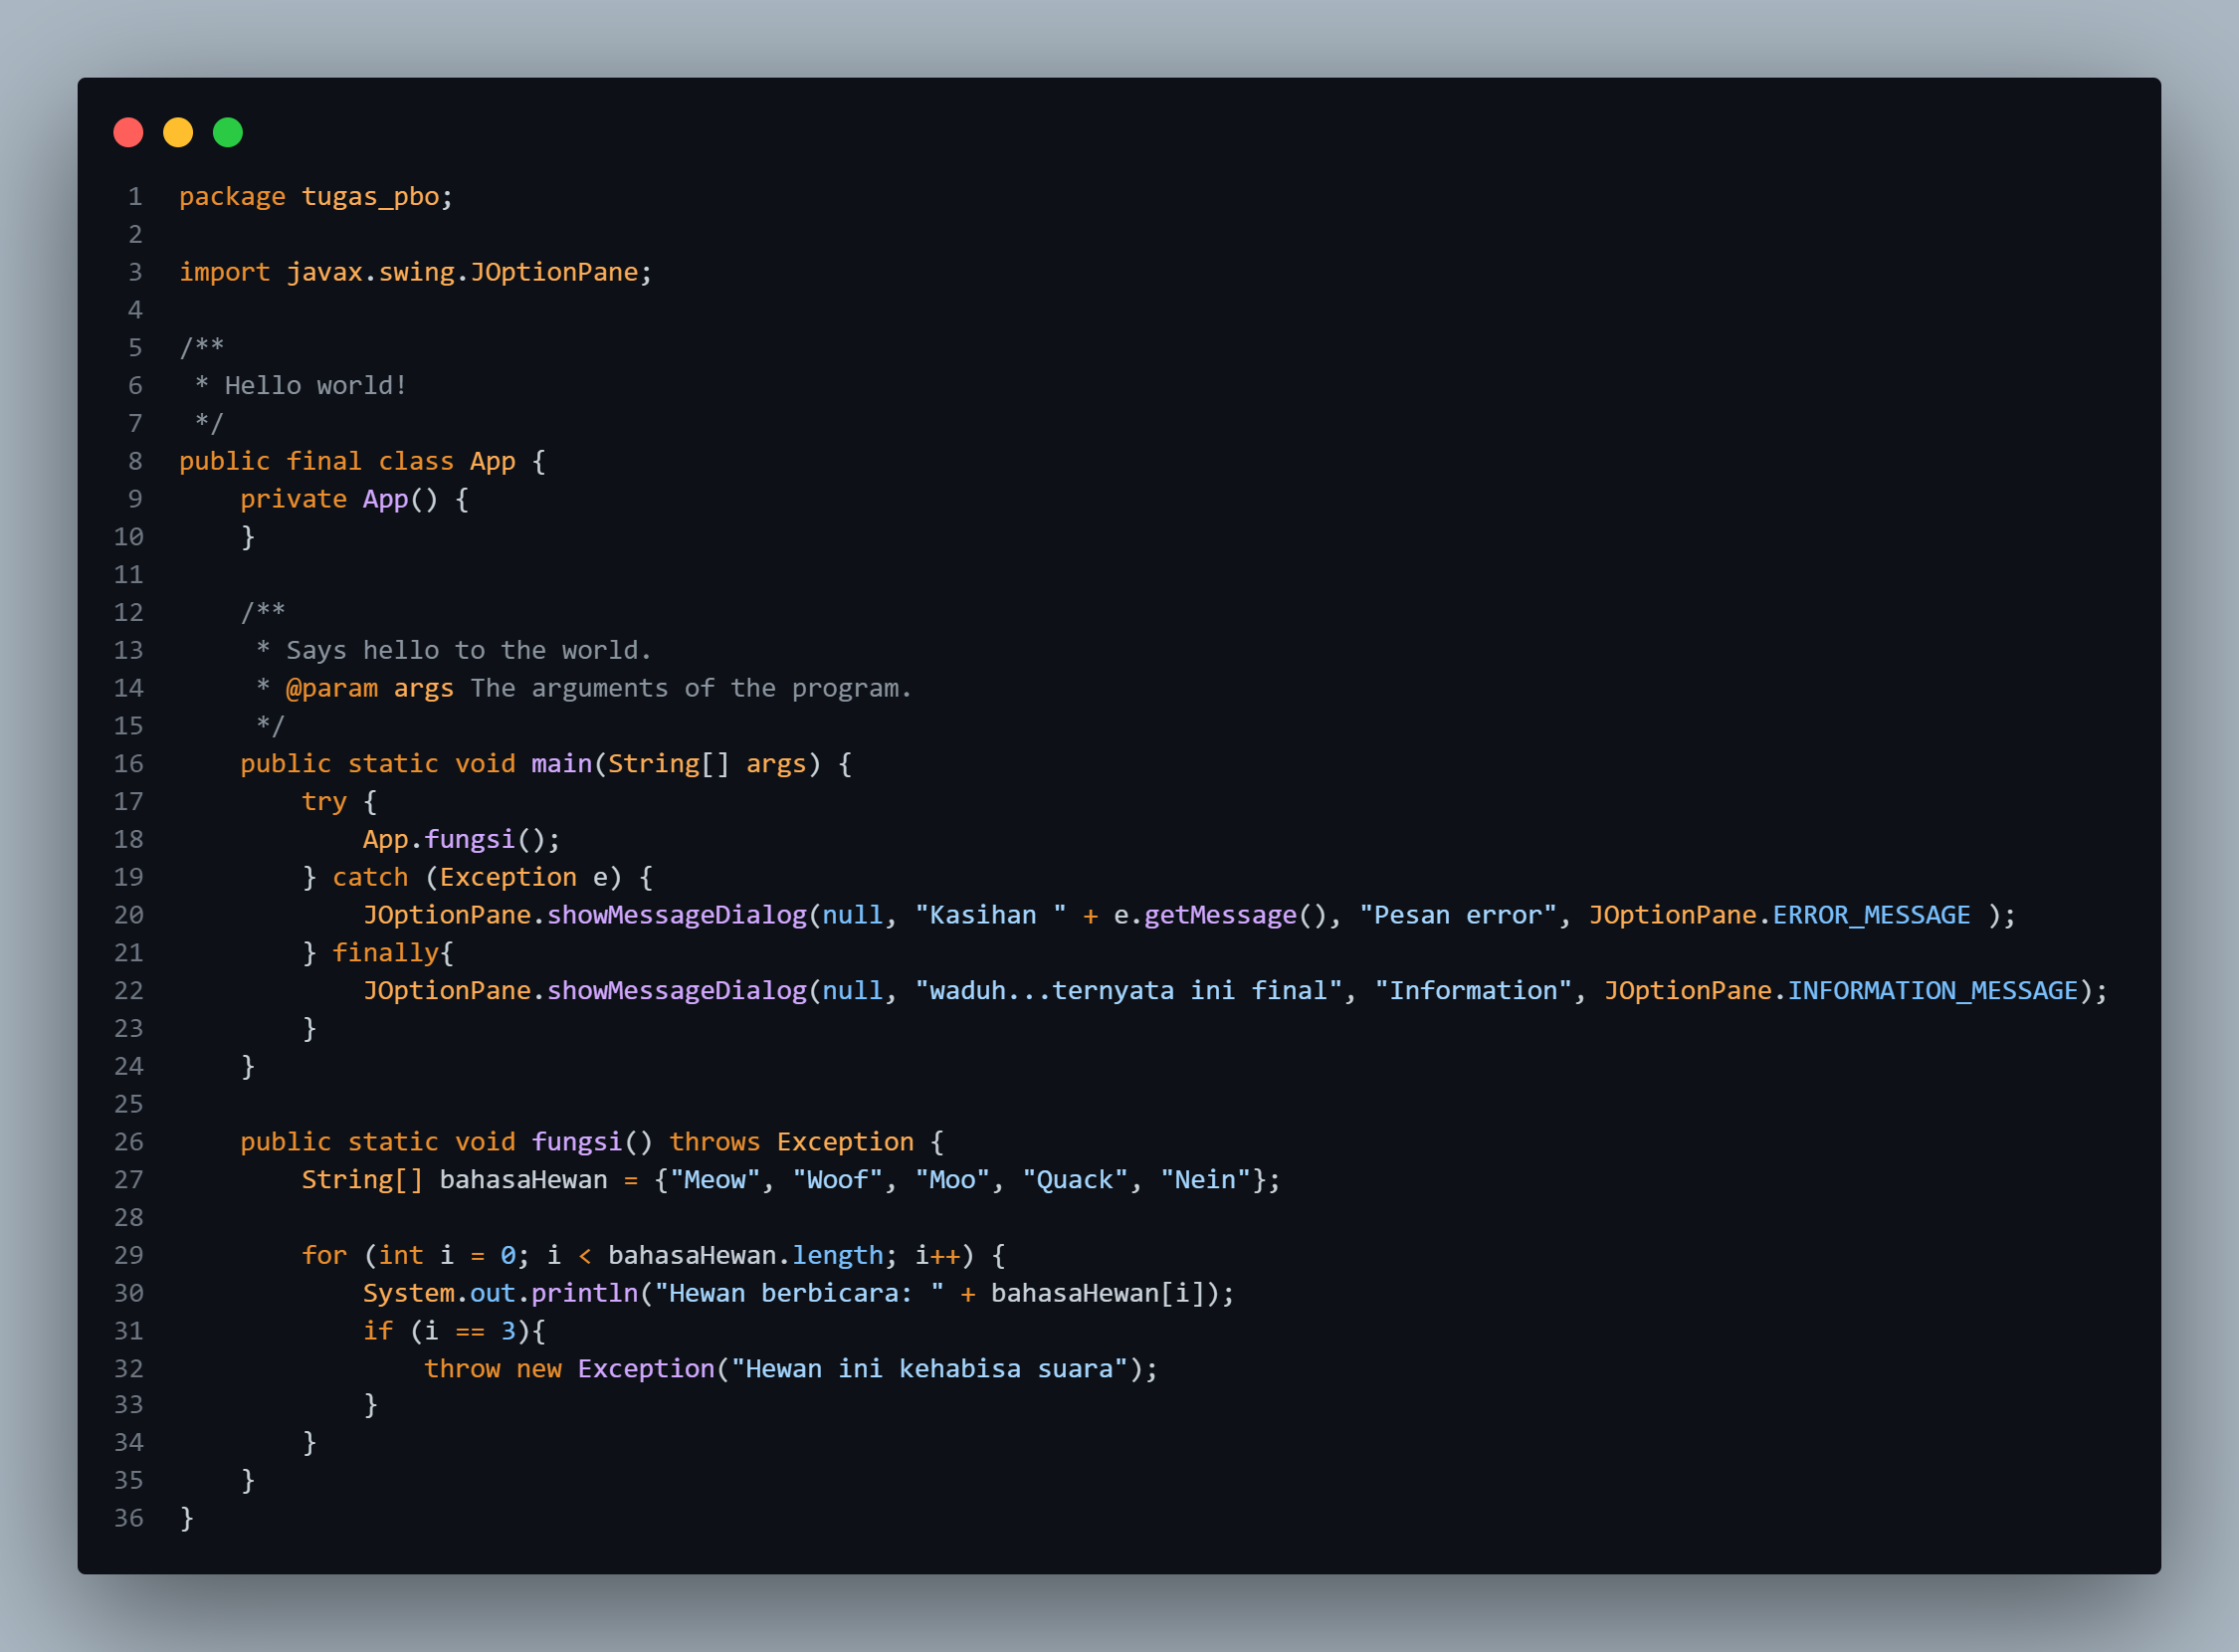 1 package tugas_pbo;
2
3 import javax.swing.JOptionPane;
4
5 /**
6  * Hello world!
7  */
8 public final class App {
9     private App() {
10     }
11
12     /**
13      * Says hello to the world.
14      * @param args The arguments of the program.
15      */
16     public static void main(String[] args) {
17         try {
18             App.fungsi();
19         } catch (Exception e) {
20             JOptionPane.showMessageDialog(null, "Kasihan " + e.getMessage(), "Pesan error", JOptionPane.ERROR_MESSAGE );
21         } finally{
22             JOptionPane.showMessageDialog(null, "waduh...ternyata ini final", "Information", JOptionPane.INFORMATION_MESSAGE);
23         }
24     }
25
26     public static void fungsi() throws Exception {
27         String[] bahasaHewan = {"Meow", "Woof", "Moo", "Quack", "Nein"};
28
29         for (int i = 0; i < bahasaHewan.length; i++) {
30             System.out.println("Hewan berbicara: " + bahasaHewan[i]);
31             if (i == 3){
32                 throw new Exception("Hewan ini kehabisa suara");
33             }
34         }
35     }
36 }